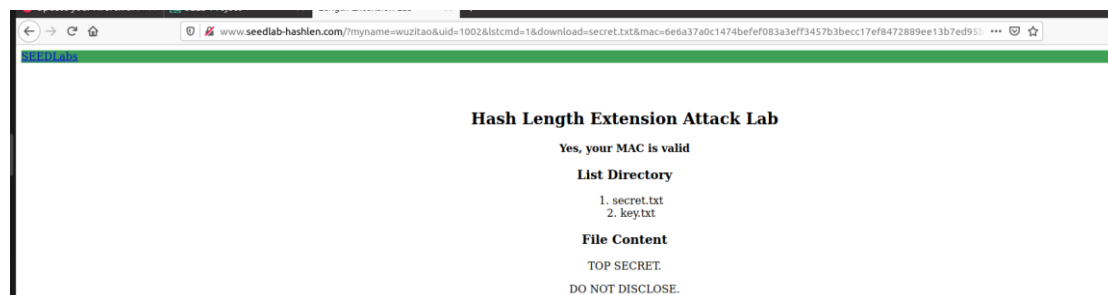 www.seedlab-hashlen.com/?myname=wuzitao&uid=1002&lstcmd=1&download=secret.txt&mac=6e6a37a0c1474befef083a3eff3457b3becc17ef8472889ee13b7ed95b
SEEDLabs
Hash Length Extension Attack Lab
Yes, your MAC is valid
List Directory
1. secret.txt
2. key.txt
File Content
TOP SECRET.
DO NOT DISCLOSE.